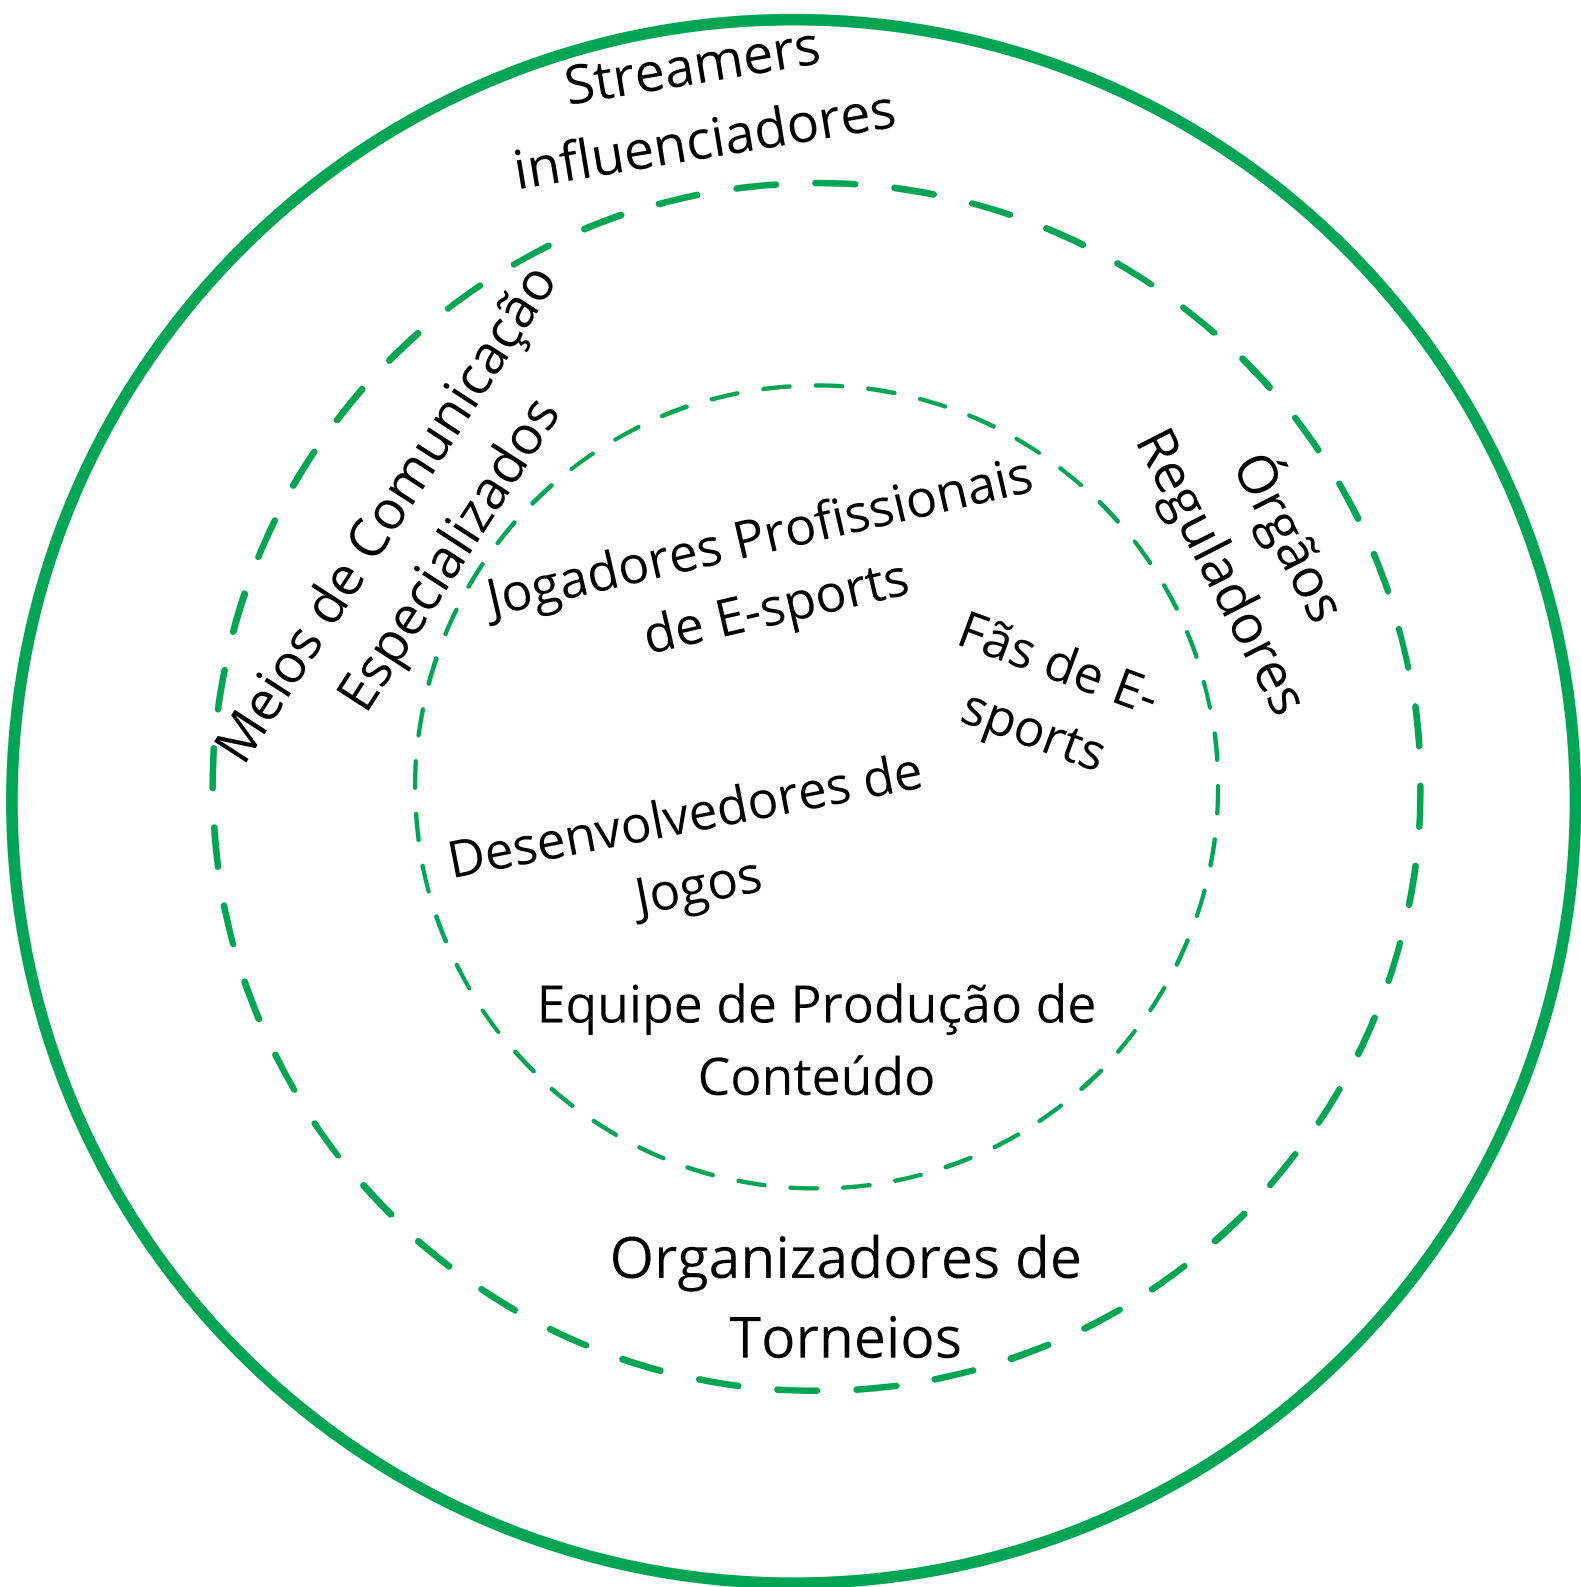 Streamers
influenciadores
Meios de Comunicação
Especializados
Órgãos
Reguladores
Jogadores Profissionais
de E-sports
Fãs de E-
sports
Desenvolvedores de
Jogos
Equipe de Produção de
Conteúdo
Organizadores de
Torneios